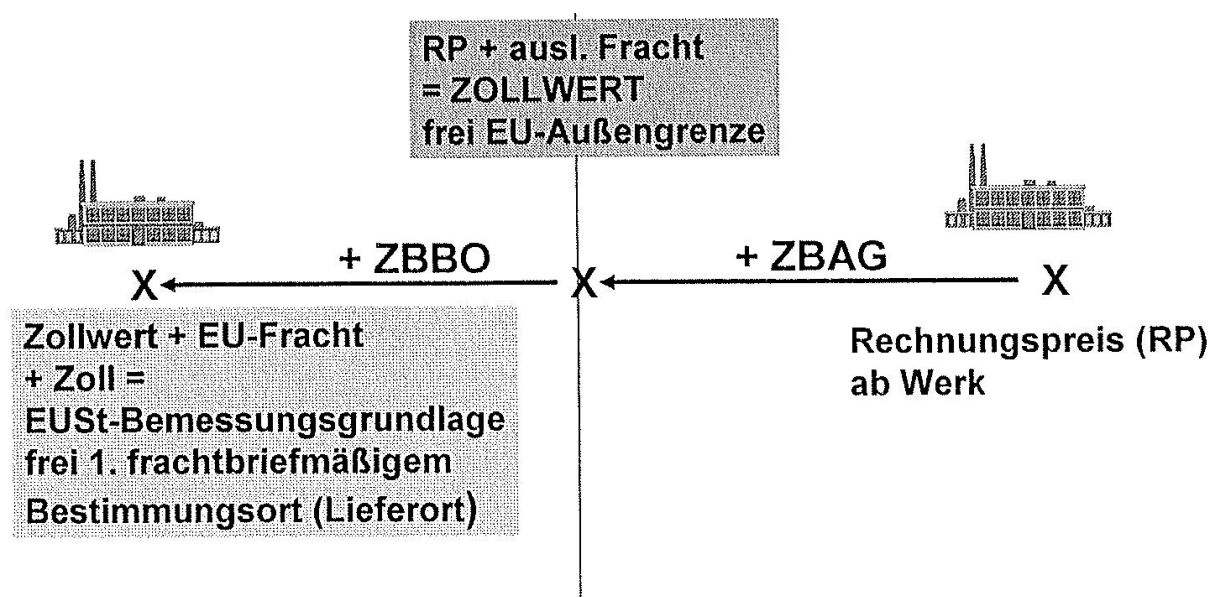 RP + ausl. Fracht
= ZOLLWERT
frei EU-Außengrenze
+ ZBBO
+ ZBAG
X
X
X
Zollwert + EU-Fracht
+ Zoll =
EUSt-Bemessungsgrundlage
frei 1. frachtbriefmäßigem
Bestimmungsort (Lieferort)
Rechnungspreis (RP)
ab Werk